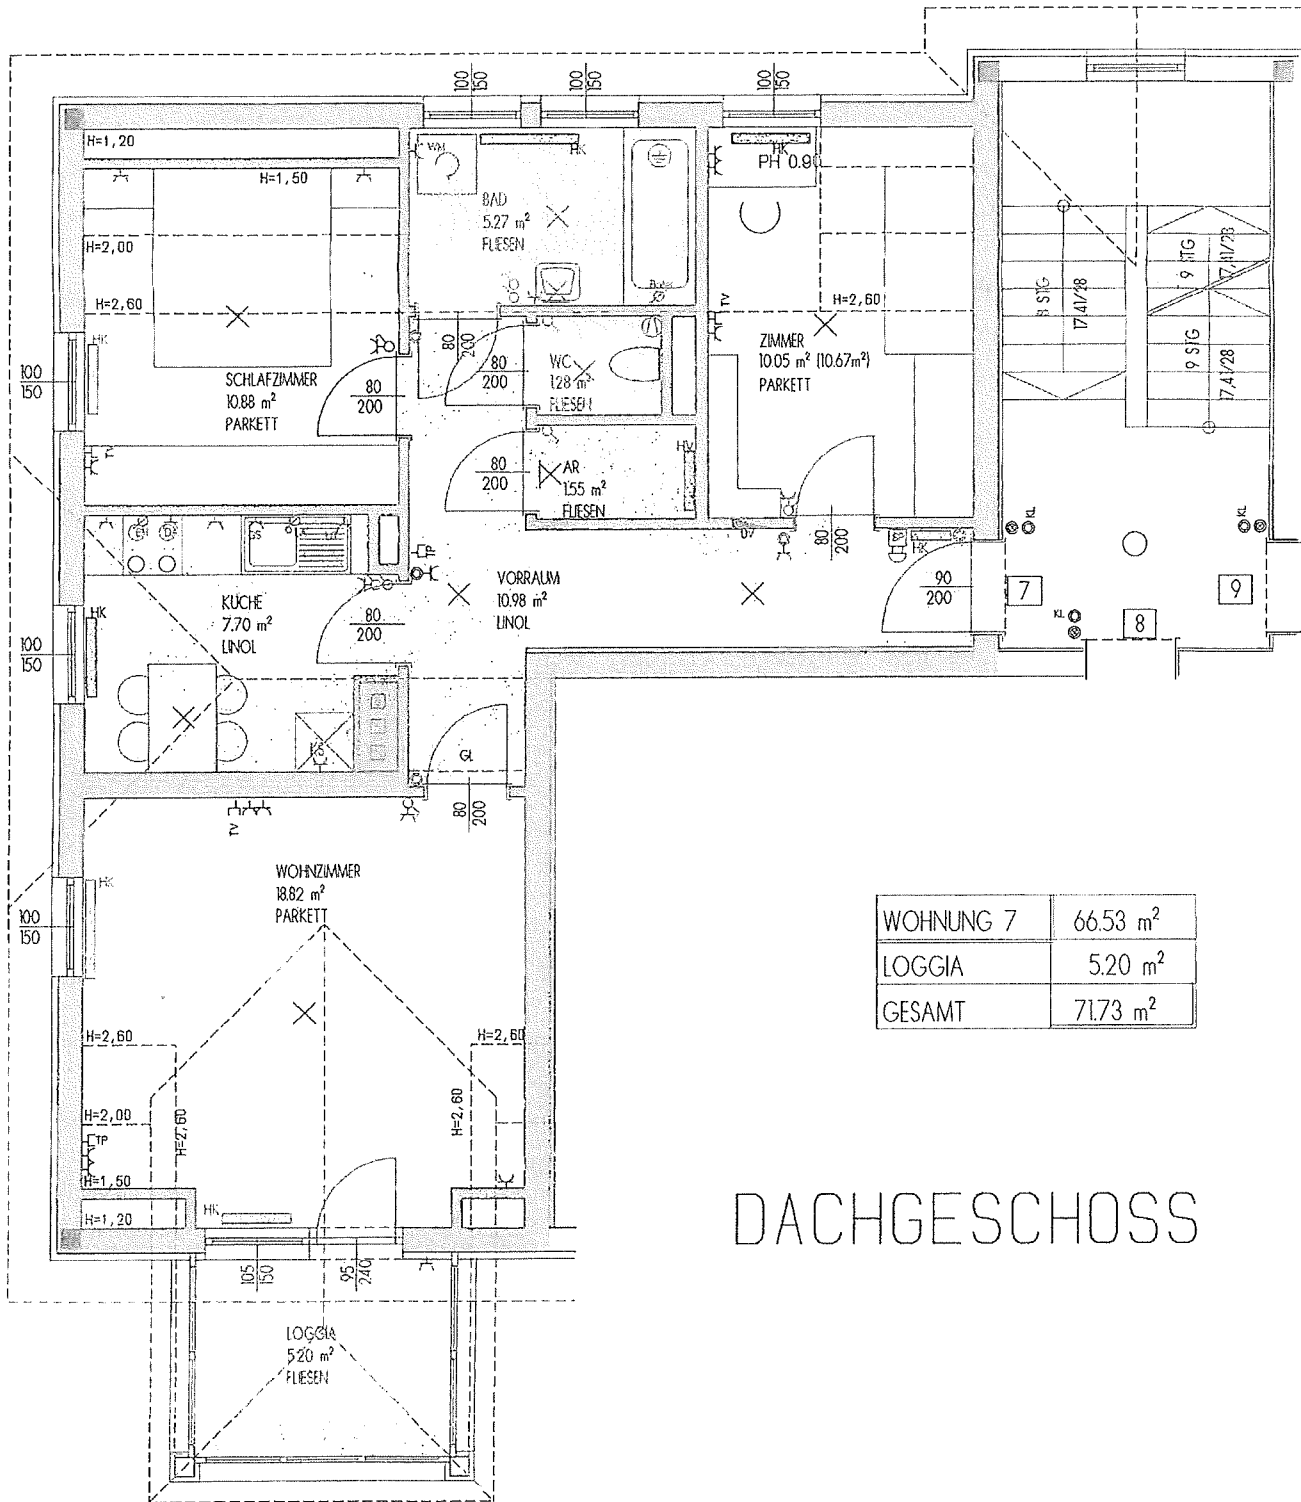 100
150
100
150
100
150
H=1,20
H=1,50
H=2,00
H=2,60
WM
HK
BAD
5.27 m²
FLIESEN
HK
PH 0.90
TV
H=2,60
ZIMMER
10.05 m² (10.67m²)
PARKETT
8 STG
17,41/28
9 STG
17,41/28
9 STG
17,41/28
HK
100
150
SCHLAFZIMMER
10.88 m²
PARKETT
80
200
80
200
80
200
WC
1.28 m²
FLIESEN
TV
80
200
AR
1.55 m²
FLIESEN
80
200
HK
KL
KL
GS
TP
VORRAUM
10.98 m²
LINOL
90
200
7
9
KL
8
HK
100
150
KÜCHE
7.70 m²
LINOL
80
200
KS
GL
80
200
TV
HK
100
150
WOHNZIMMER
18.82 m²
PARKETT
WOHNUNG 7 66.53 m²
LOGGIA 5.20 m²
GESAMT 71.73 m²
H=2,60
H=2,60
H=2,00
H=2,60
H=2,60
TP
H=1,50
H=1,20
HK
DACHGESCHOSS
105
150
95
240
LOGGIA
5.20 m²
FLIESEN